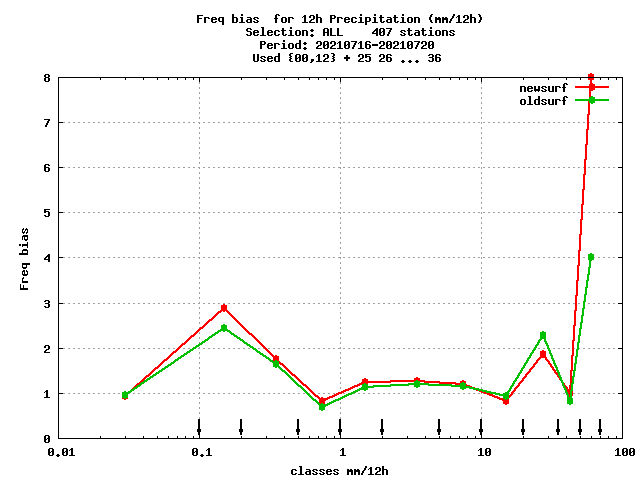 Freq bias  for 12h Precipitation (mm/12h)
Selection: ALL    407 stations
Period: 20210716-20210720
Used {00,12} + 25 26 ... 36
newsurf
oldsurf
8
7
6
5
4
3
2
1
0
Freq bias
0.01 0.1 1 10 100
classes mm/12h